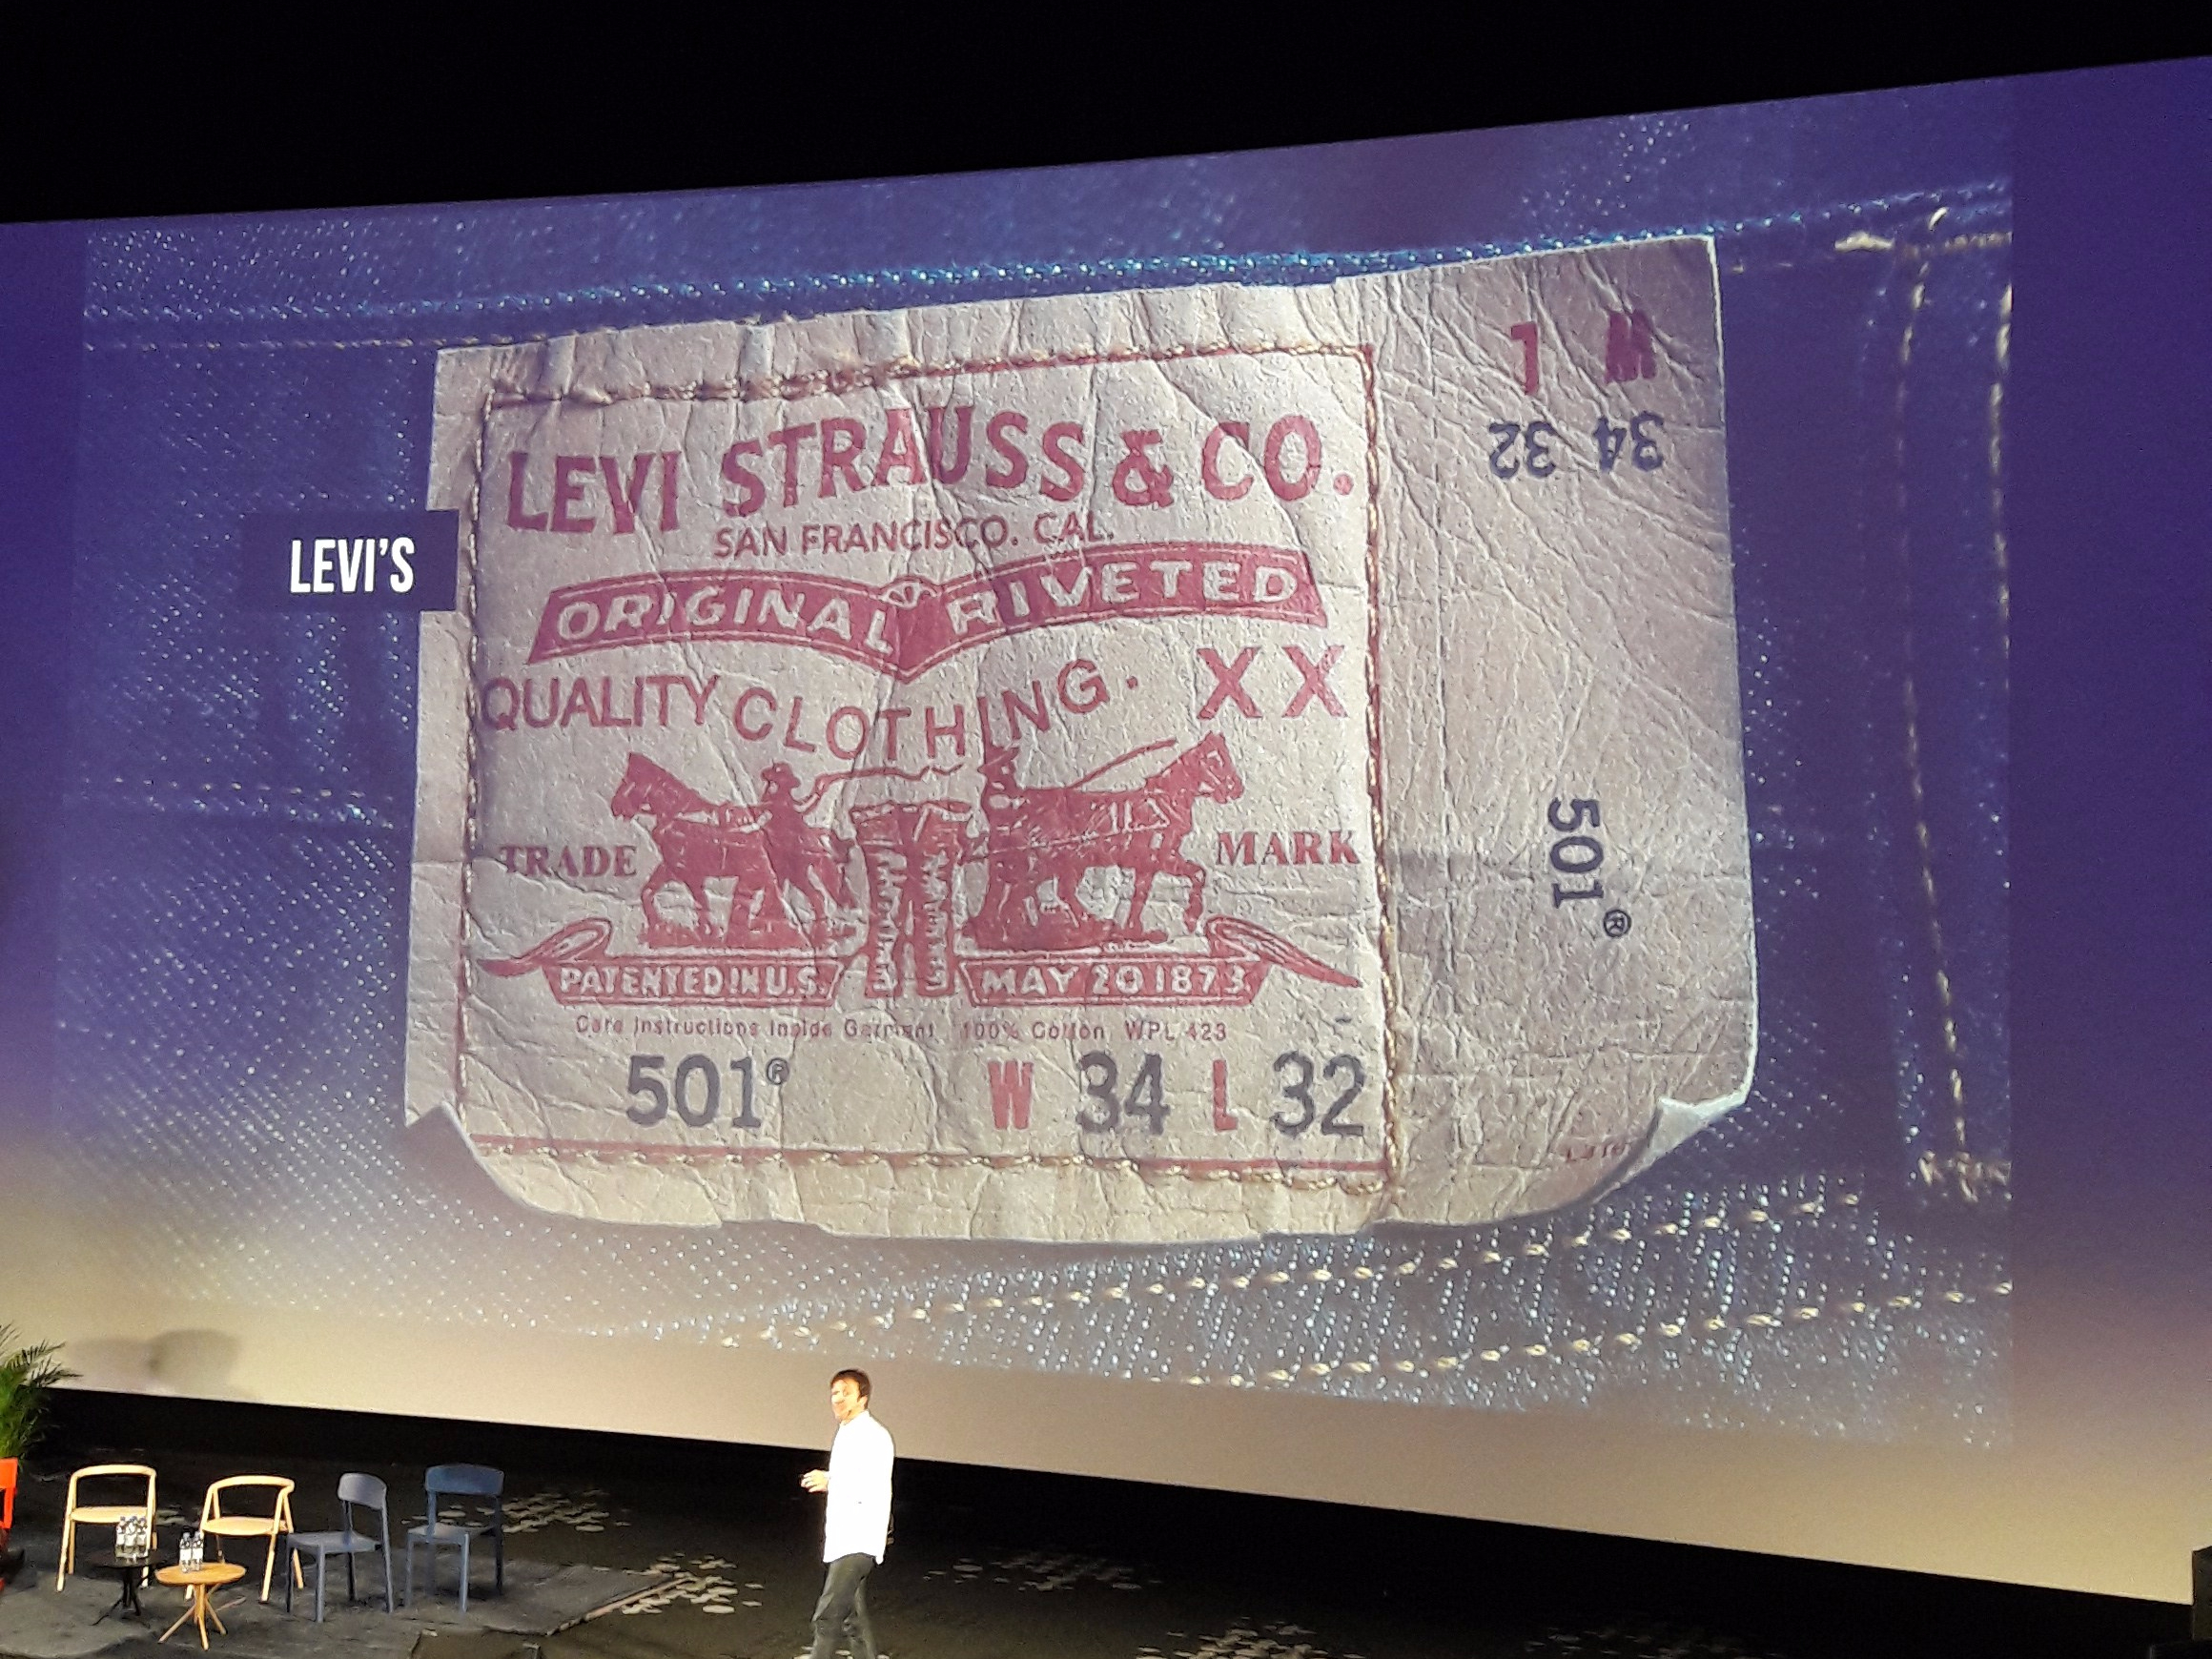 LEVI'S
LEVI STRAUSS & CO.
SAN FRANCISCO. CAL.
ORIGINAL RIVETED
QUALITY CLOTHING. XX
TRADE MARK
PATENTED IN U.S. MAY 20 1873
Care Instructions Inside Garment 100% Cotton WPL 423
501® W 34 L 32
W L
34 32
501®